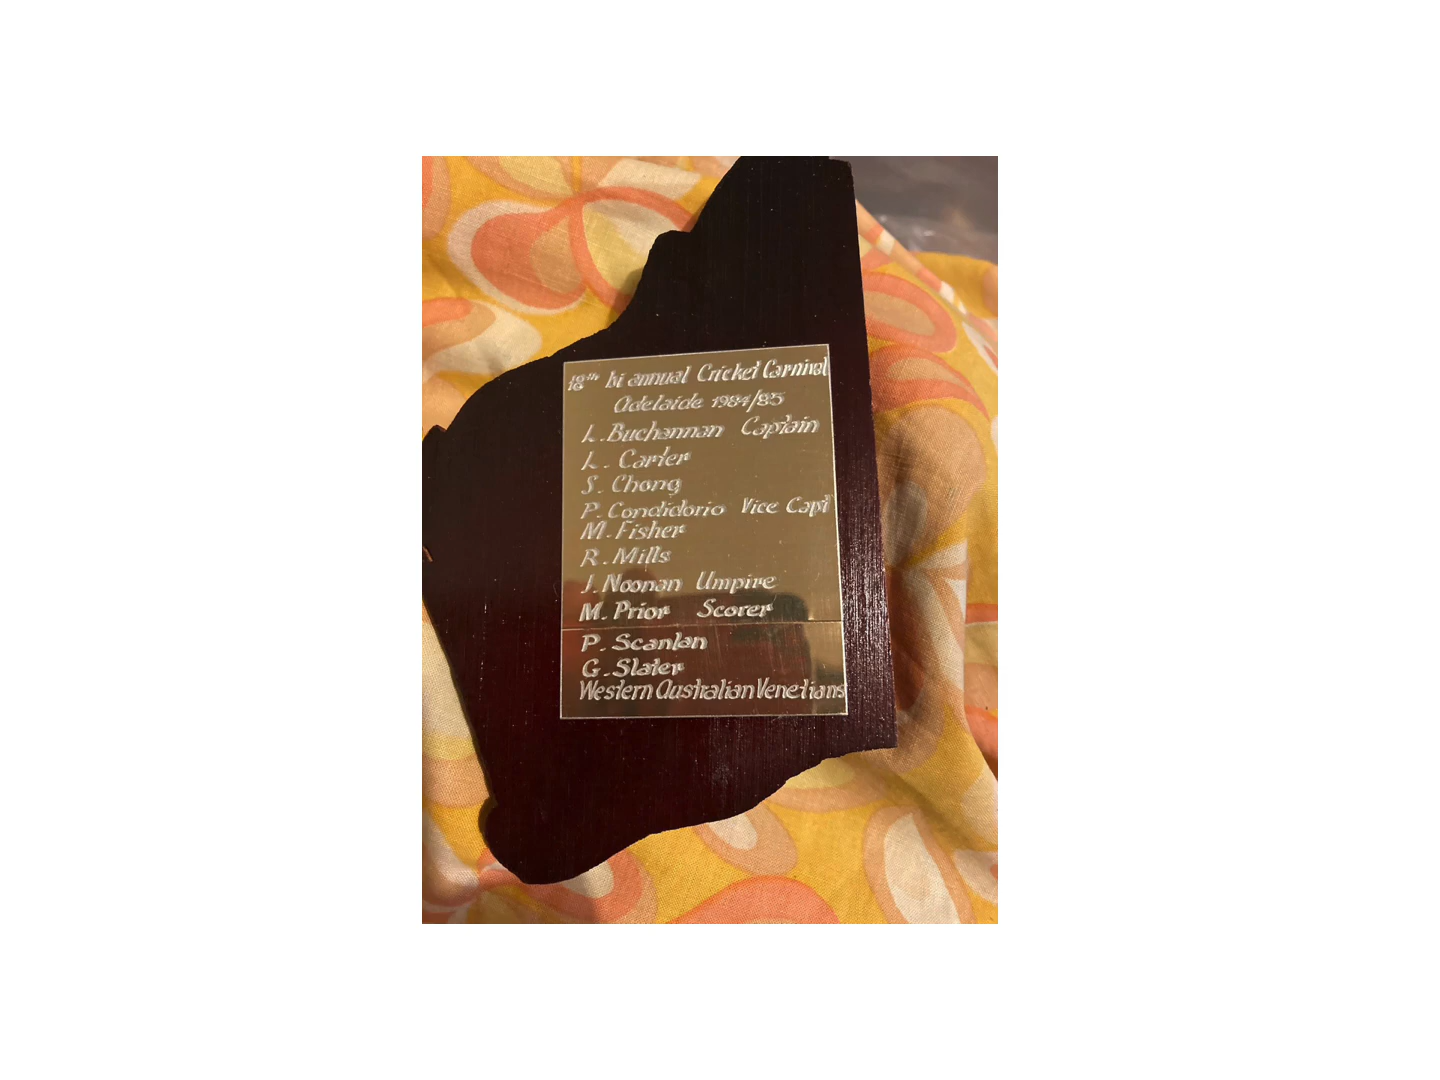 18th bi annual Cricket Carnival
Adelaide 1984/85
L. Buchannan Captain
L. Carter
S. Chong
P. Condidorio Vice Capt
M. Fisher
R. Mills
J. Noonan Umpire
M. Prior Scorer
P. Scanlan
G. Slater
Western Australian Venetians